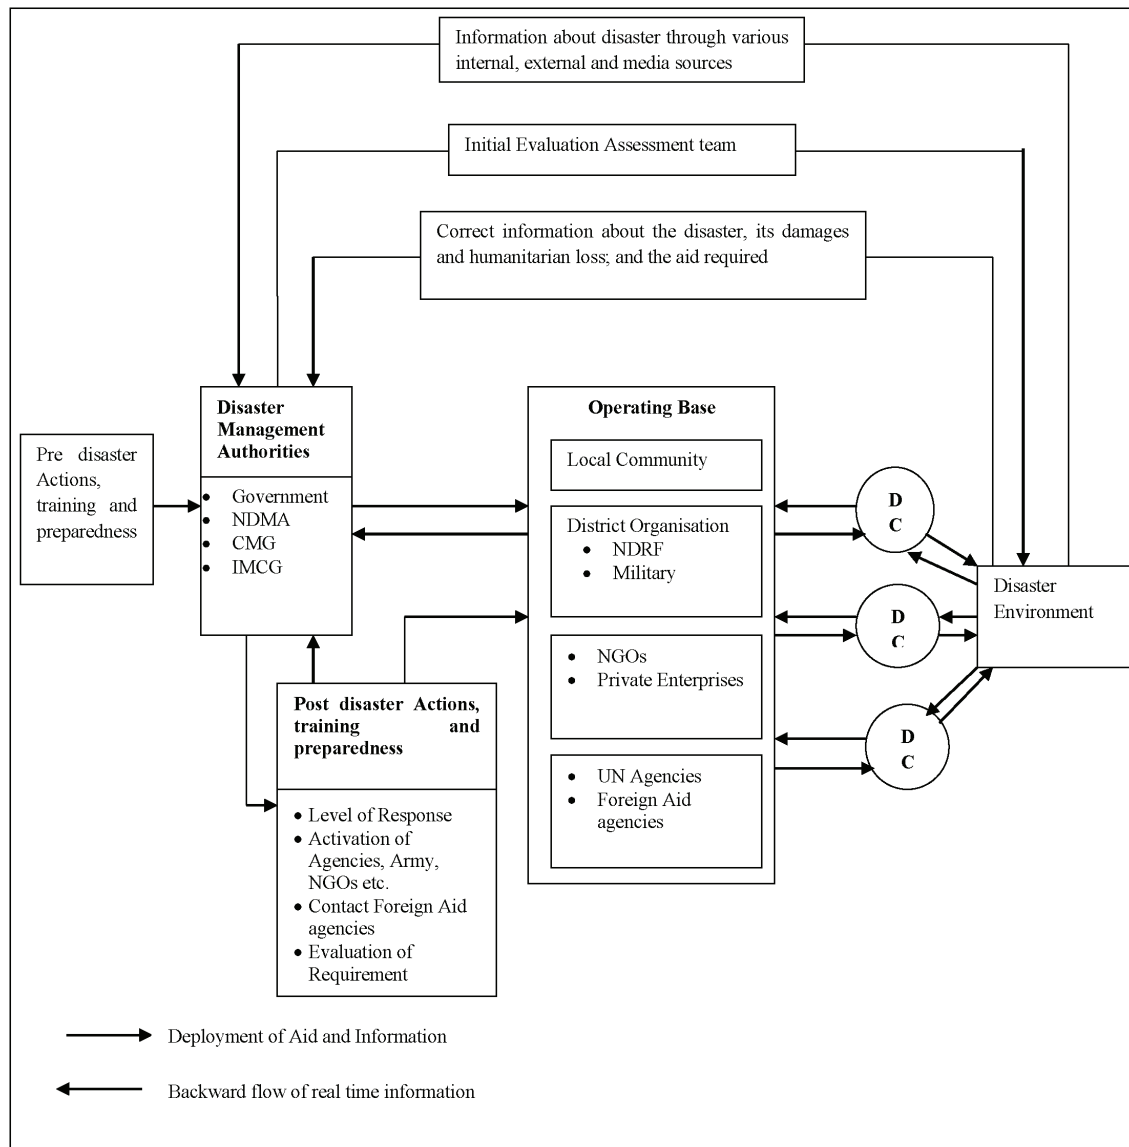 Information about disaster through various
internal, external and media sources
Initial Evaluation Assessment team
Correct information about the disaster, its damages
and humanitarian loss; and the aid required
Pre disaster
Actions,
training and
preparedness
Disaster
Management
Authorities
• Government
• NDMA
• CMG
• IMCG
Post disaster Actions,
training and
preparedness
• Level of Response
• Activation of
Agencies, Army,
NGOs etc.
• Contact Foreign Aid
agencies
• Evaluation of
Requirement
Operating Base
Local Community
District Organisation
• NDRF
• Military
• NGOs
• Private Enterprises
• UN Agencies
• Foreign Aid
agencies
D
C
D
C
D
C
Disaster
Environment
Deployment of Aid and Information
Backward flow of real time information